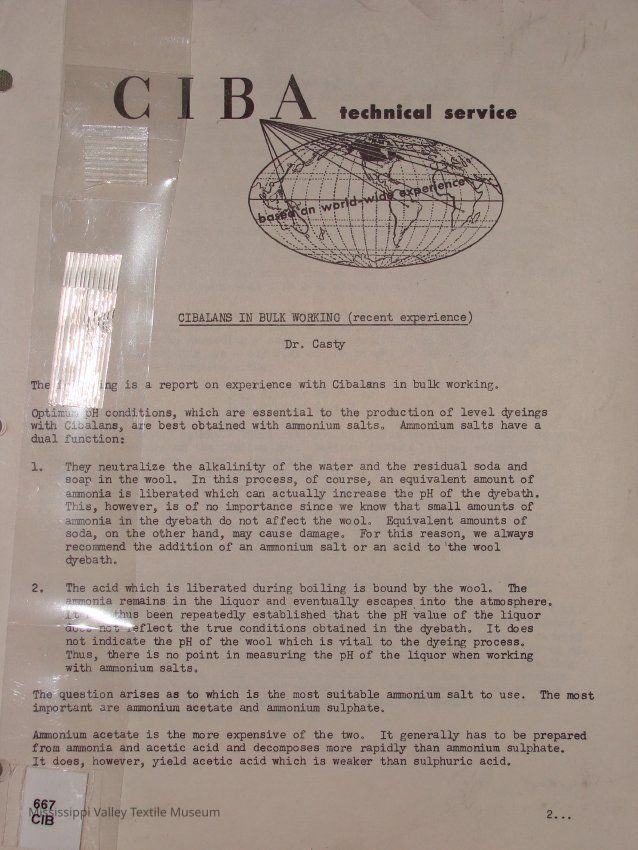 CIBA technical service
based on world-wide experience
CIBALANS IN BULK WORKING (recent experience)
Dr. Casty
The is a report on experience with Cibalans in bulk working.
Optimum pH conditions, which are essential to the production of level dyeings
with Cibalans, are best obtained with ammonium salts. Ammonium salts have a
dual function:
1. They neutralize the alkalinity of the water and the residual soda and
soap in the wool. In this process, of course, an equivalent amount of
ammonia is liberated which can actually increase the pH of the dyebath.
This, however, is of no importance since we know that small amounts of
ammonia in the dyebath do not affect the wool. Equivalent amounts of
soda, on the other hand, may cause damage. For this reason, we always
recommend the addition of an ammonium salt or an acid to the wool
dyebath.
2. The acid which is liberated during boiling is bound by the wool. The
ammonia remains in the liquor and eventually escapes into the atmosphere.
It thus been repeatedly established that the pH value of the liquor
does not reflect the true conditions obtained in the dyebath. It does
not indicate the pH of the wool which is vital to the dyeing process.
Thus, there is no point in measuring the pH of the liquor when working
with ammonium salts.
The question arises as to which is the most suitable ammonium salt to use. The most
important are ammonium acetate and ammonium sulphate.
Ammonium acetate is the more expensive of the two. It generally has to be prepared
from ammonia and acetic acid and decomposes more rapidly than ammonium sulphate.
It does, however, yield acetic acid which is weaker than sulphuric acid.
667
CIB
Mississippi Valley Textile Museum
2...